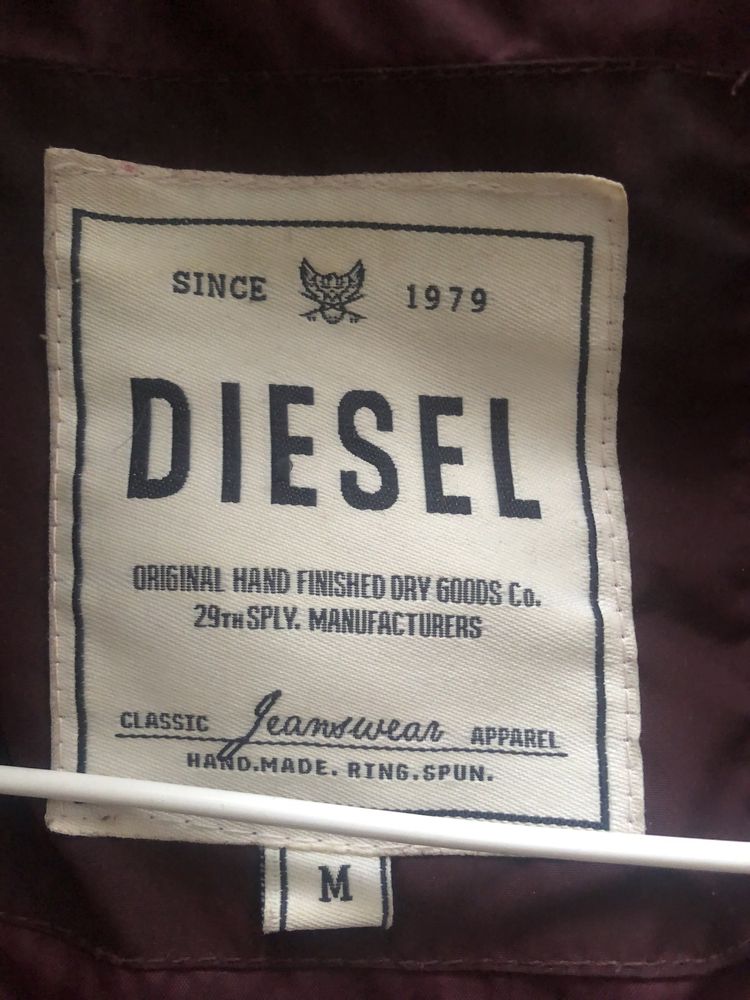 SINCE 1979
DIESEL
ORIGINAL HAND FINISHED DRY GOODS Co.
29TH SPLY. MANUFACTURERS
CLASSIC Jeanswear APPAREL
HAND.MADE. RING.SPUN.
M